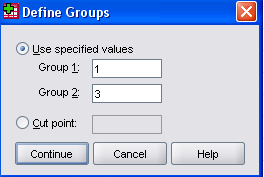 Define Groups
Use specified values
Group 1: 1
Group 2: 3
Cut point:
Continue Cancel Help